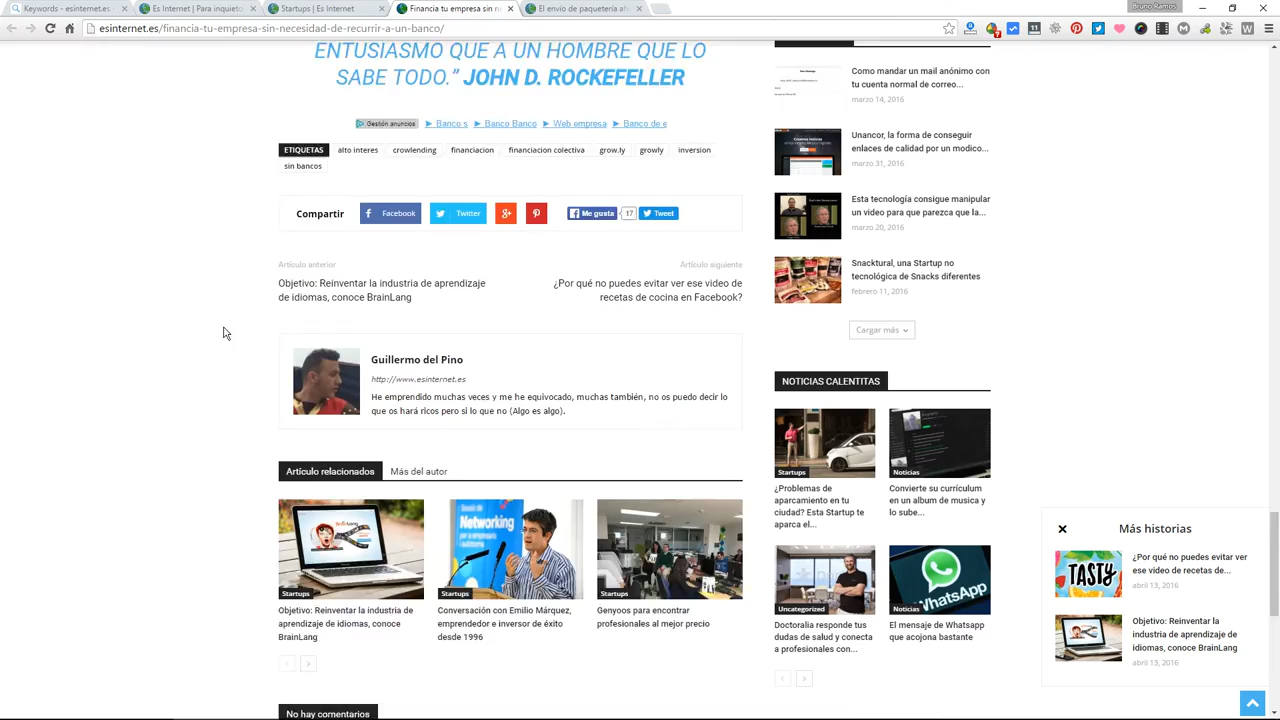 Keywords - esinternet.es -
Es Internet | Para inquieto
Startups | Es Internet
Financia tu empresa sin ne
El envío de paquetería aho
Bruno Ramos
esinternet.es/financia-tu-empresa-sin-necesidad-de-recurrir-a-un-banco/
ENTUSIASMO QUE A UN HOMBRE QUE LO
SABE TODO.” JOHN D. ROCKEFELLER
Gestión anuncios
► Banco s ► Banco Banco ► Web empresa ► Banco de e
ETIQUETAS alto interes crowlending financiacion financiacion colectiva grow.ly growly inversion
sin bancos
Compartir Facebook Twitter Me gusta 17 Tweet
Artículo anterior
Objetivo: Reinventar la industria de aprendizaje
de idiomas, conoce BrainLang
Artículo siguiente
¿Por qué no puedes evitar ver ese video de
recetas de cocina en Facebook?
Guillermo del Pino
http://www.esinternet.es
He emprendido muchas veces y me he equivocado, muchas también, no os puedo decir lo
que os hará ricos pero si lo que no (Algo es algo).
Artículo relacionados Más del autor
Startups
Objetivo: Reinventar la industria de
aprendizaje de idiomas, conoce
BrainLang
Networking
Startups
Conversación con Emilio Márquez,
emprendedor e inversor de éxito
desde 1996
Startups
Genyoos para encontrar
profesionales al mejor precio
No hay comentarios
Como mandar un mail anónimo con
tu cuenta normal de correo...
marzo 14, 2016
Unancor, la forma de conseguir
enlaces de calidad por un modico...
marzo 31, 2016
Esta tecnología consigue manipular
un video para que parezca que la...
marzo 20, 2016
Snacktural, una Startup no
tecnológica de Snacks diferentes
febrero 11, 2016
Cargar más
NOTICIAS CALENTITAS
Startups
¿Problemas de
aparcamiento en tu
ciudad? Esta Startup te
aparca el...
Noticias
Convierte su currículum
en un album de musica y
lo sube...
Uncategorized
Doctoralia responde tus
dudas de salud y conecta
a profesionales con...
WhatsApp
Noticias
El mensaje de Whatsapp
que acojona bastante
Más historias
TASTY
¿Por qué no puedes evitar ver
ese video de recetas de...
abril 13, 2016
Objetivo: Reinventar la
industria de aprendizaje de
idiomas, conoce BrainLang
abril 13, 2016